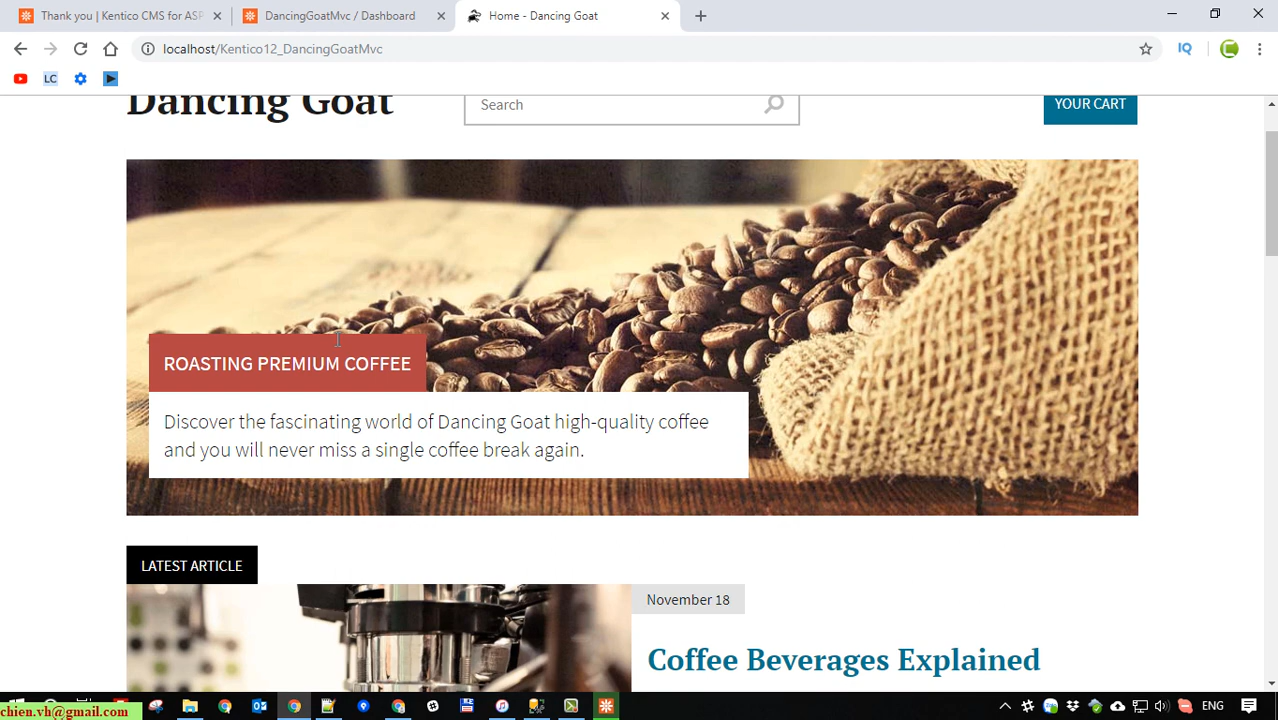 Thank you | Kentico CMS for ASP
DancingGoatMvc / Dashboard
Home - Dancing Goat
localhost/Kentico12_DancingGoatMvc
IQ
LC
Dancing Goat
Search
YOUR CART
ROASTING PREMIUM COFFEE
Discover the fascinating world of Dancing Goat high-quality coffee
and you will never miss a single coffee break again.
LATEST ARTICLE
November 18
Coffee Beverages Explained
chien.vh@gmail.com
ENG